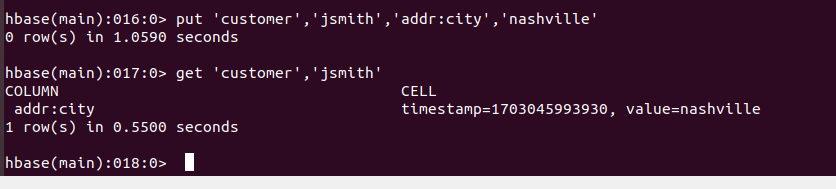 hbase(main):016:0> put 'customer','jsmith','addr:city','nashville'
0 row(s) in 1.0590 seconds
hbase(main):017:0> get 'customer','jsmith'
COLUMN CELL
addr:city timestamp=1703045993930, value=nashville
1 row(s) in 0.5500 seconds
hbase(main):018:0>